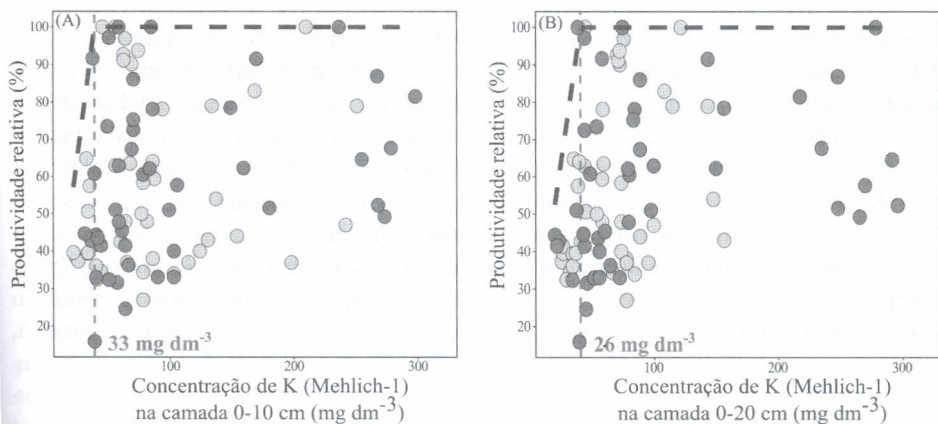 (A)
Produtividade relativa (%)
100
90
80
70
60
50
40
30
20
33 mg dm⁻³
100
200
300
Concentração de K (Mehlich-1)
na camada 0-10 cm (mg dm⁻³)
(B)
Produtividade relativa (%)
100
90
80
70
60
50
40
30
20
26 mg dm⁻³
100
200
300
Concentração de K (Mehlich-1)
na camada 0-20 cm (mg dm⁻³)